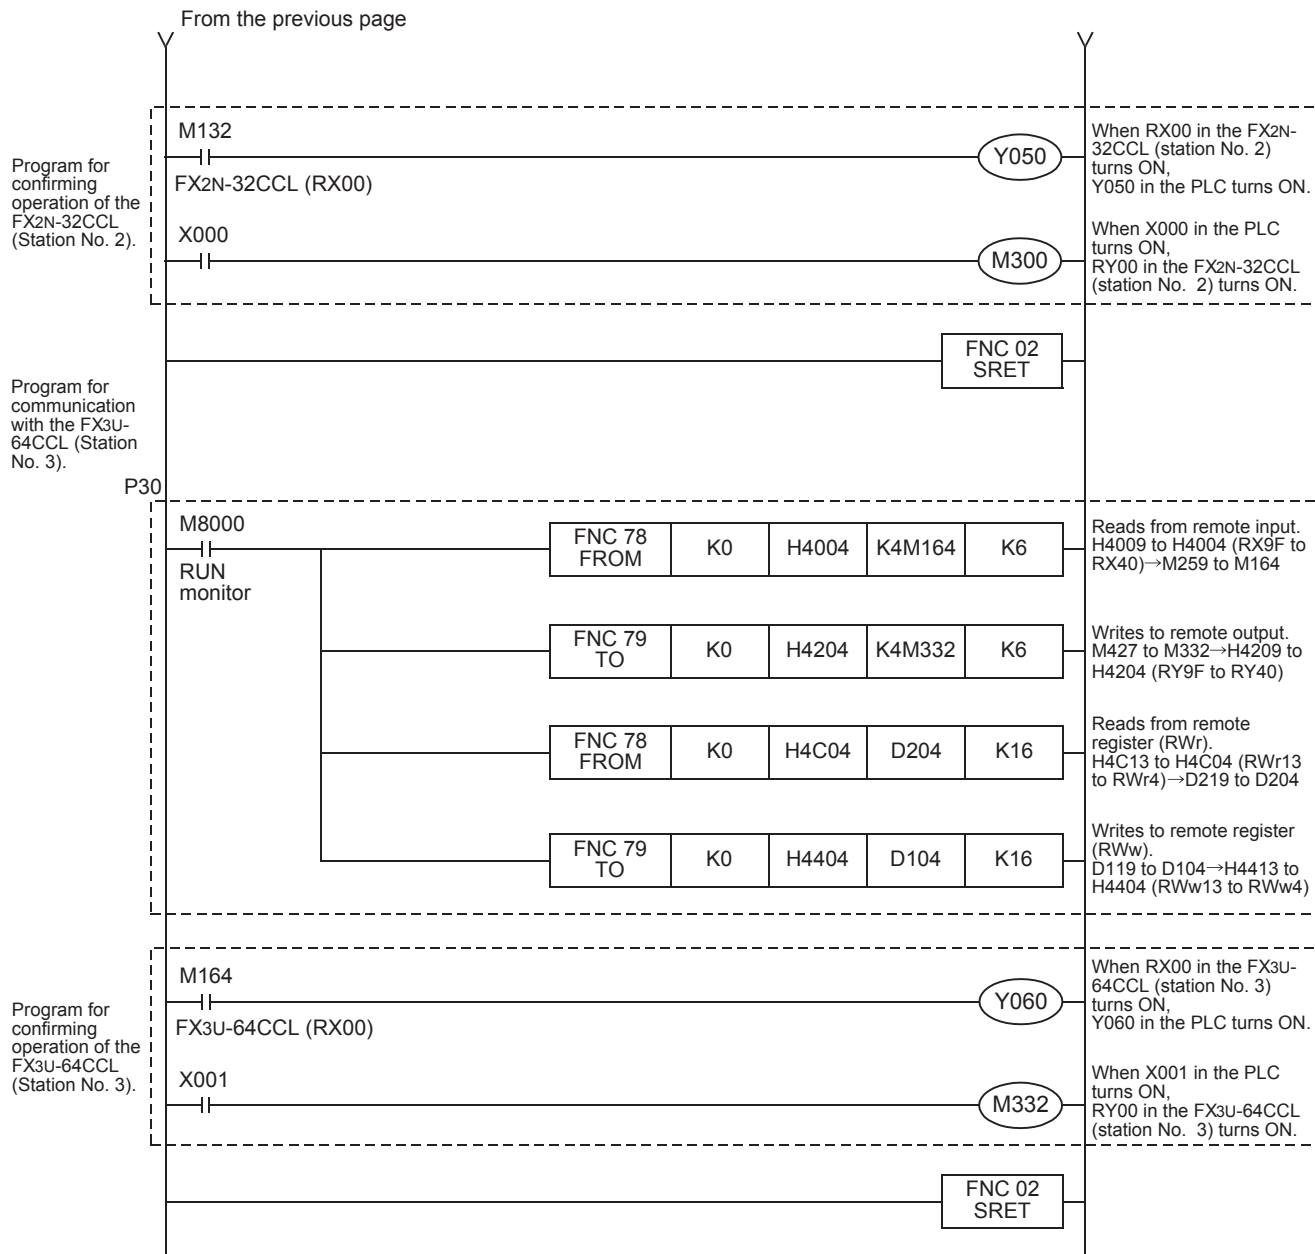 From the previous page
Program for
confirming
operation of the
FX2N-32CCL
(Station No. 2).
M132
FX2N-32CCL (RX00)
Y050
When RX00 in the FX2N-
32CCL (station No. 2)
turns ON,
Y050 in the PLC turns ON.
X000
M300
When X000 in the PLC
turns ON,
RY00 in the FX2N-32CCL
(station No. 2) turns ON.
FNC 02
SRET
Program for
communication
with the FX3U-
64CCL (Station
No. 3).
P30
M8000
RUN
monitor
FNC 78
FROM
K0
H4004
K4M164
K6
Reads from remote input.
H4009 to H4004 (RX9F to
RX40)→M259 to M164
FNC 79
TO
K0
H4204
K4M332
K6
Writes to remote output.
M427 to M332→H4209 to
H4204 (RY9F to RY40)
FNC 78
FROM
K0
H4C04
D204
K16
Reads from remote
register (RWr).
H4C13 to H4C04 (RWr13
to RWr4)→D219 to D204
FNC 79
TO
K0
H4404
D104
K16
Writes to remote register
(RWw).
D119 to D104→H4413 to
H4404 (RWw13 to RWw4)
Program for
confirming
operation of the
FX3U-64CCL
(Station No. 3).
M164
FX3U-64CCL (RX00)
Y060
When RX00 in the FX3U-
64CCL (station No. 3)
turns ON,
Y060 in the PLC turns ON.
X001
M332
When X001 in the PLC
turns ON,
RY00 in the FX3U-64CCL
(station No. 3) turns ON.
FNC 02
SRET